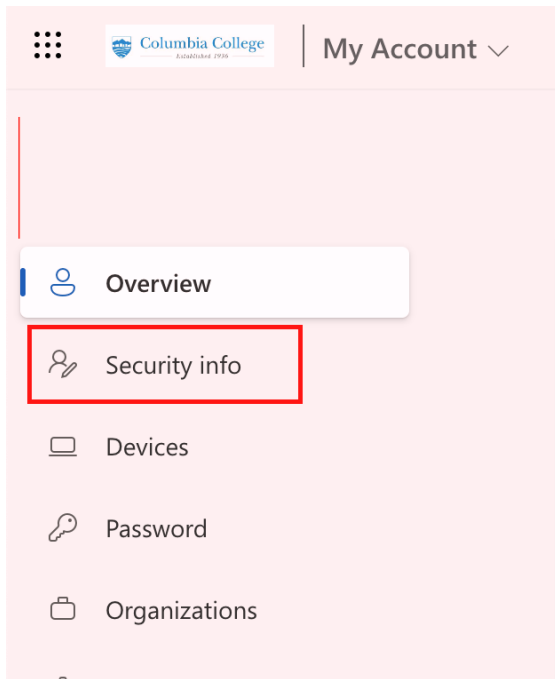 Columbia College
Established 1936
My Account
Overview
Security info
Devices
Password
Organizations